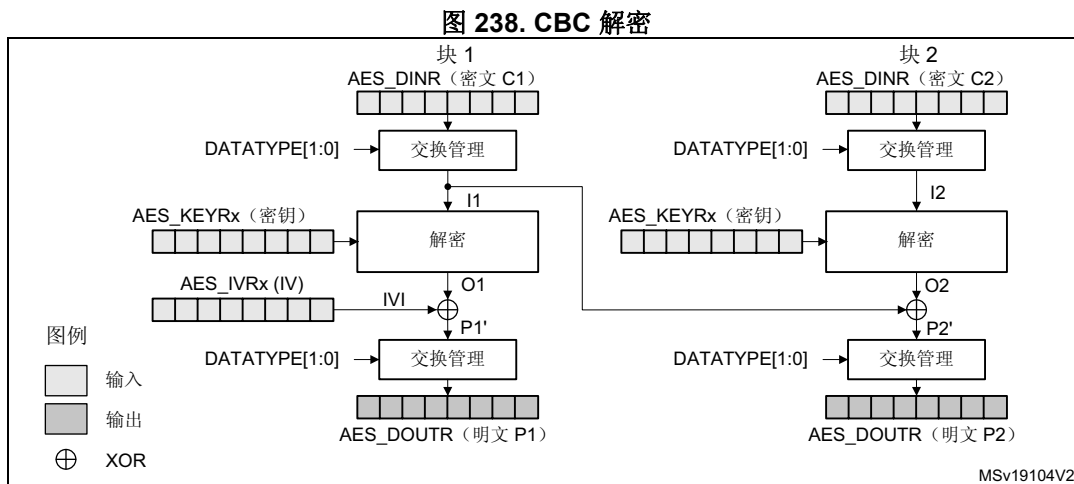 图 238. CBC 解密
块 1
块 2
AES_DINR（密文 C1）
AES_DINR（密文 C2）
DATATYPE[1:0]
交换管理
DATATYPE[1:0]
交换管理
I1
I2
AES_KEYRx（密钥）
解密
AES_KEYRx（密钥）
解密
AES_IVRx (IV)
IVI
O1
O2
P1'
P2'
图例
DATATYPE[1:0]
交换管理
DATATYPE[1:0]
交换管理
输入
输出
AES_DOUTR（明文 P1）
AES_DOUTR（明文 P2）
XOR
MSv19104V2